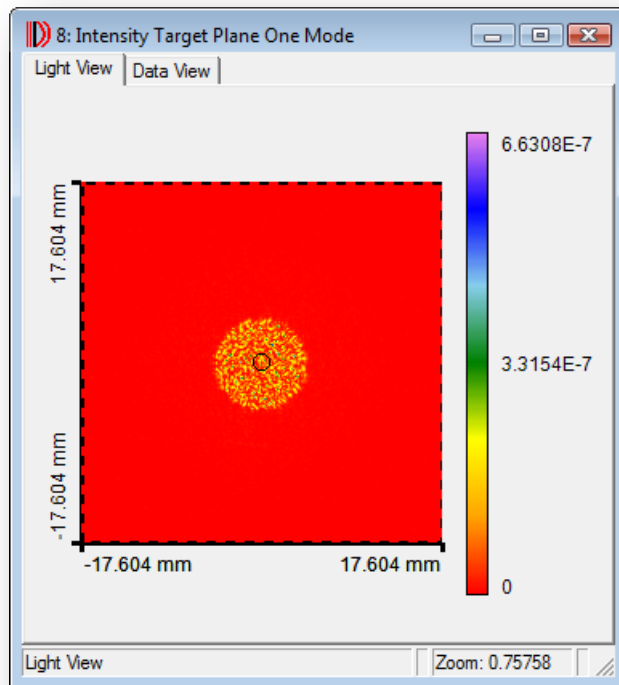 8: Intensity Target Plane One Mode
Light View
Data View
6.6308E-7
17.604 mm
3.3154E-7
-17.604 mm
0
-17.604 mm
17.604 mm
Light View
Zoom: 0.75758